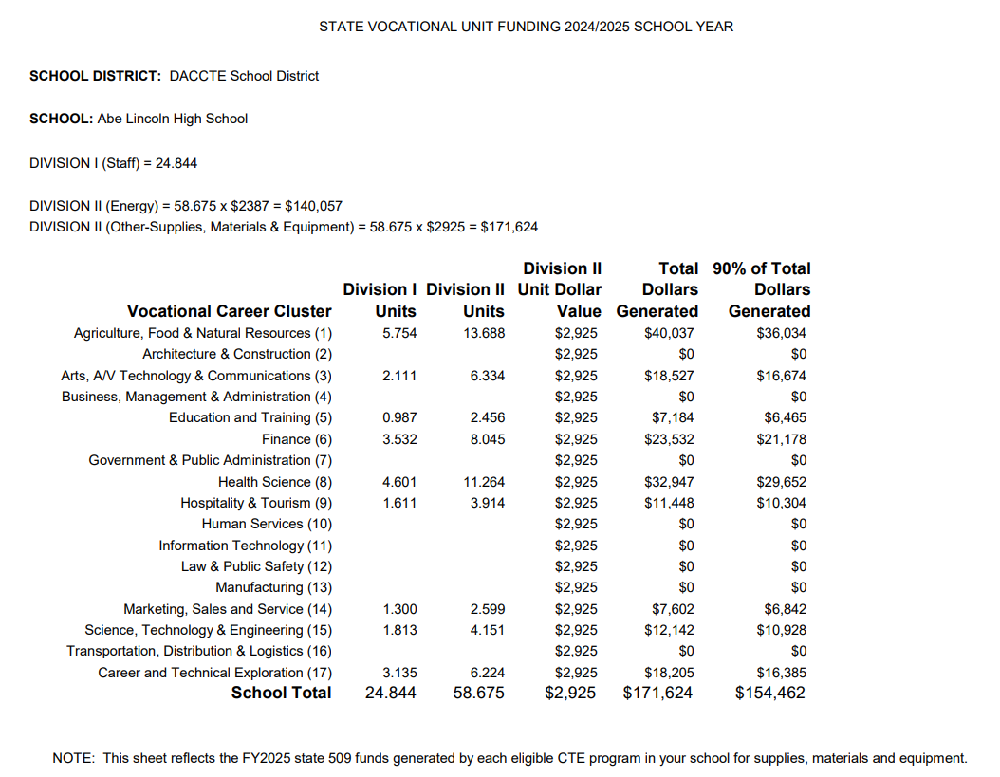 STATE VOCATIONAL UNIT FUNDING 2024/2025 SCHOOL YEAR
SCHOOL DISTRICT: DACCTE School District
SCHOOL: Abe Lincoln High School
DIVISION I (Staff) = 24.844
DIVISION II (Energy) = 58.675 x $2387 = $140,057
DIVISION II (Other-Supplies, Materials & Equipment) = 58.675 x $2925 = $171,624
Division II Total 90% of Total
Division I Division II Unit Dollar Dollars Dollars
Vocational Career Cluster Units Units Value Generated Generated
Agriculture, Food & Natural Resources (1) 5.754 13.688 $2,925 $40,037 $36,034
Architecture & Construction (2) $2,925 $0 $0
Arts, A/V Technology & Communications (3) 2.111 6.334 $2,925 $18,527 $16,674
Business, Management & Administration (4) $2,925 $0 $0
Education and Training (5) 0.987 2.456 $2,925 $7,184 $6,465
Finance (6) 3.532 8.045 $2,925 $23,532 $21,178
Government & Public Administration (7) $2,925 $0 $0
Health Science (8) 4.601 11.264 $2,925 $32,947 $29,652
Hospitality & Tourism (9) 1.611 3.914 $2,925 $11,448 $10,304
Human Services (10) $2,925 $0 $0
Information Technology (11) $2,925 $0 $0
Law & Public Safety (12) $2,925 $0 $0
Manufacturing (13) $2,925 $0 $0
Marketing, Sales and Service (14) 1.300 2.599 $2,925 $7,602 $6,842
Science, Technology & Engineering (15) 1.813 4.151 $2,925 $12,142 $10,928
Transportation, Distribution & Logistics (16) $2,925 $0 $0
Career and Technical Exploration (17) 3.135 6.224 $2,925 $18,205 $16,385
School Total 24.844 58.675 $2,925 $171,624 $154,462
NOTE: This sheet reflects the FY2025 state 509 funds generated by each eligible CTE program in your school for supplies, materials and equipment.